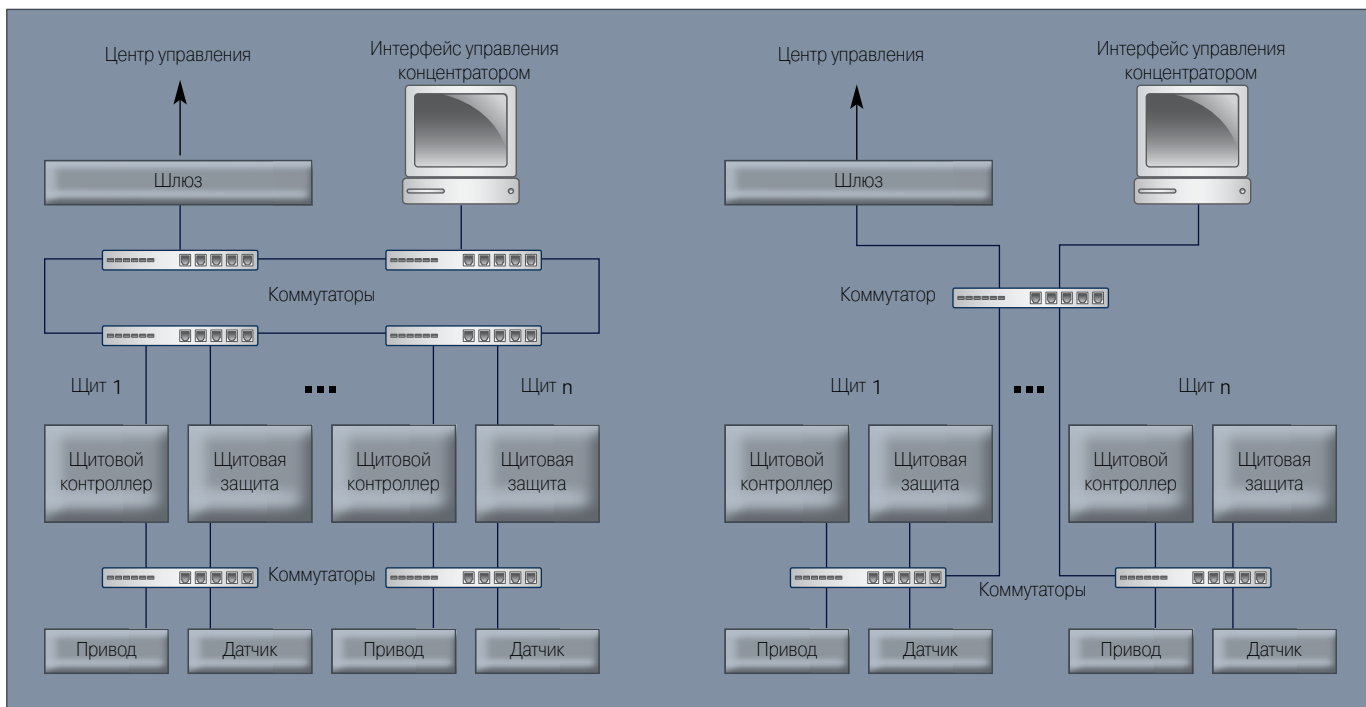 Центр управления
Интерфейс управления
концентратором
Шлюз
Коммутаторы
Щит 1
Щит n
Щитовой
контроллер
Щитовая
защита
Щитовой
контроллер
Щитовая
защита
Коммутаторы
Привод
Датчик
Привод
Датчик
Центр управления
Интерфейс управления
концентратором
Шлюз
Коммутатор
Щит 1
Щит n
Щитовой
контроллер
Щитовая
защита
Щитовой
контроллер
Щитовая
защита
Коммутаторы
Привод
Датчик
Привод
Датчик